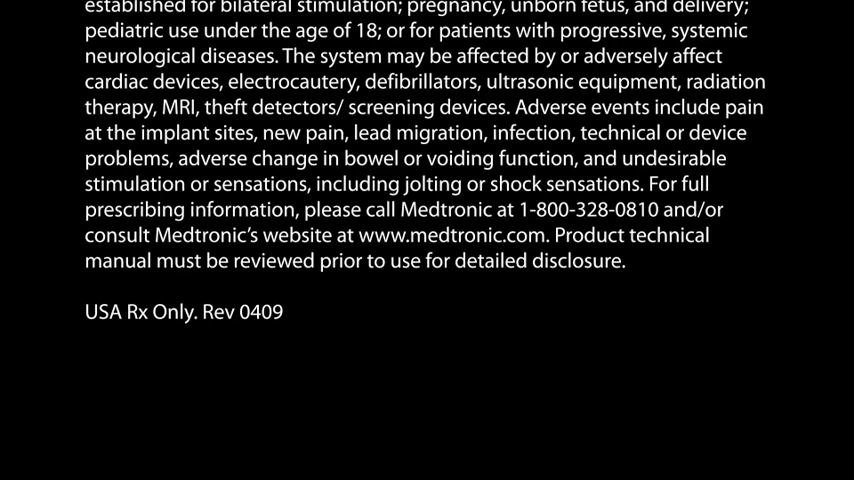 established for bilateral stimulation; pregnancy, unborn fetus, and delivery;
pediatric use under the age of 18; or for patients with progressive, systemic
neurological diseases. The system may be affected by or adversely affect
cardiac devices, electrocautery, defibrillators, ultrasonic equipment, radiation
therapy, MRI, theft detectors/ screening devices. Adverse events include pain
at the implant sites, new pain, lead migration, infection, technical or device
problems, adverse change in bowel or voiding function, and undesirable
stimulation or sensations, including jolting or shock sensations. For full
prescribing information, please call Medtronic at 1-800-328-0810 and/or
consult Medtronic’s website at www.medtronic.com. Product technical
manual must be reviewed prior to use for detailed disclosure.
USA Rx Only. Rev 0409